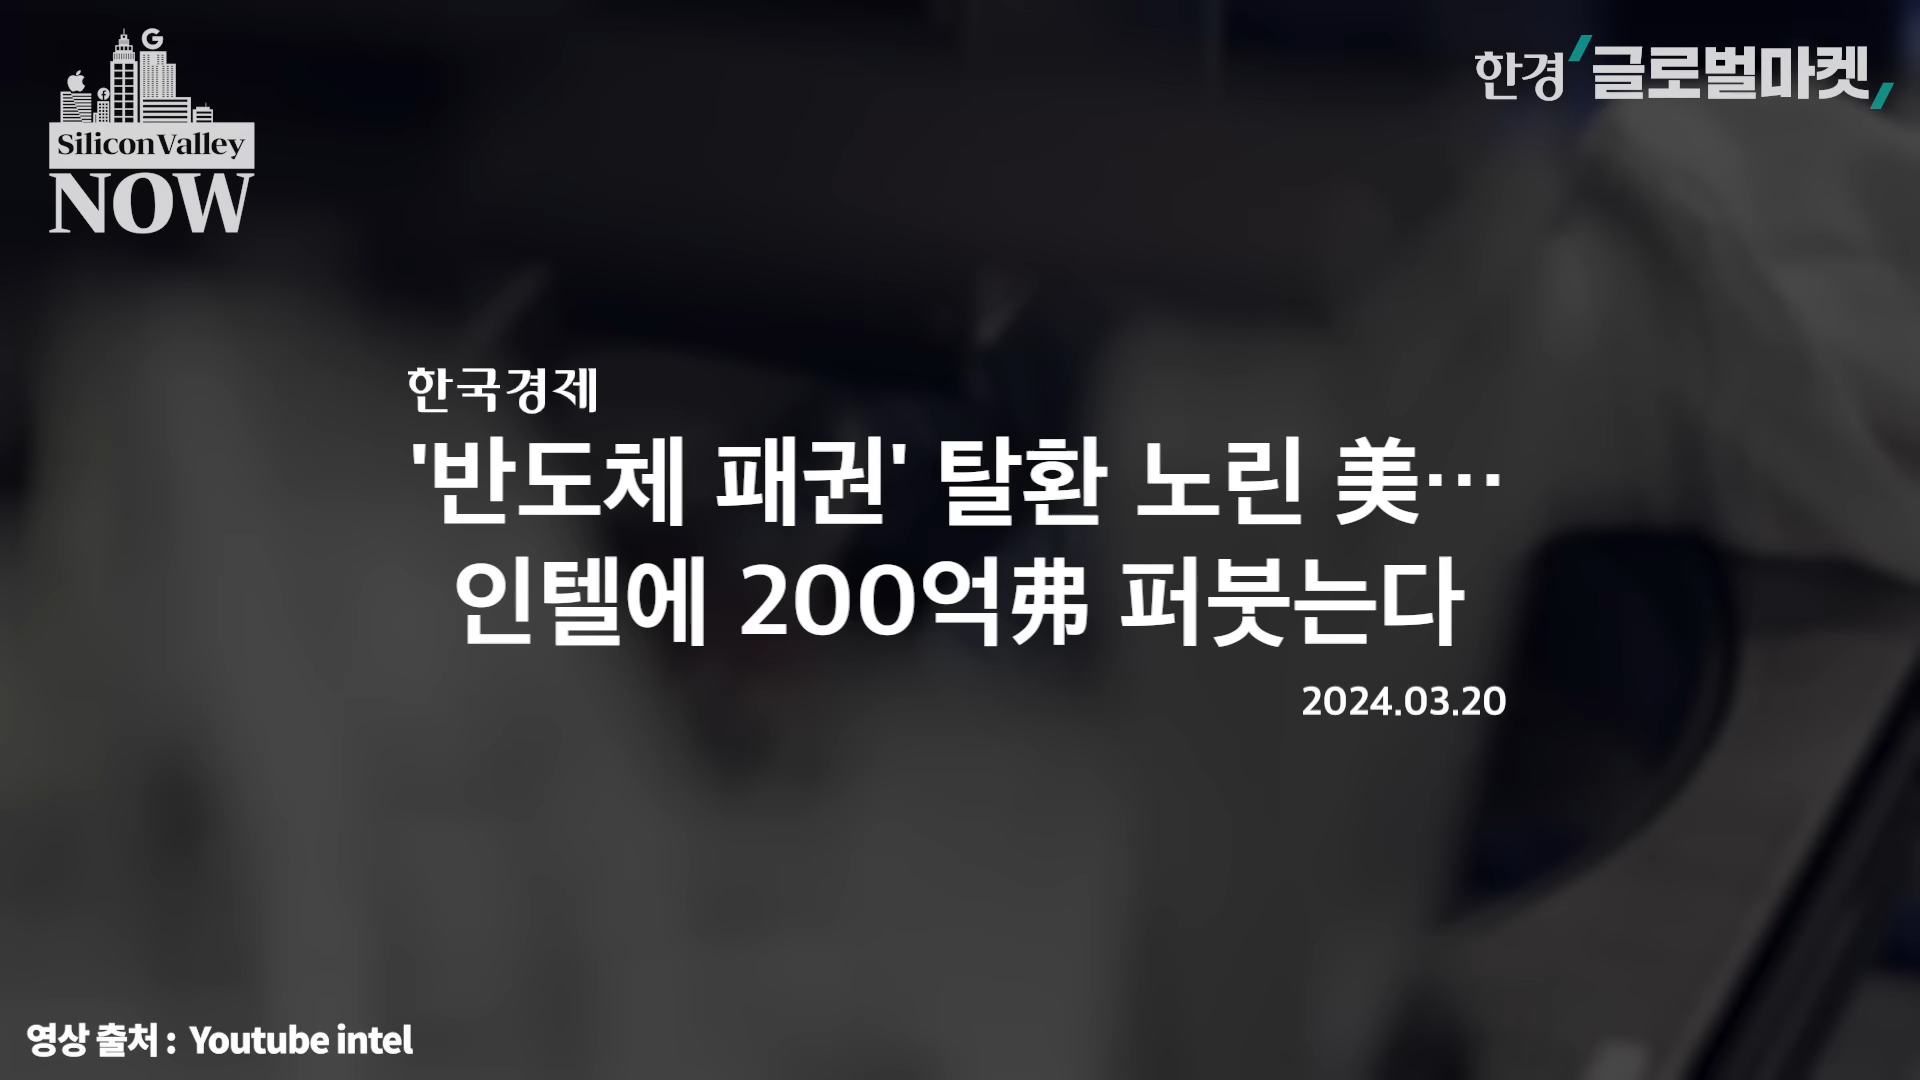 SiliconValley
NOW
한경 글로벌마켓
한국경제
'반도체 패권' 탈환 노린 美…
인텔에 200억弗 퍼붓는다
2024.03.20
영상 출처 : Youtube intel